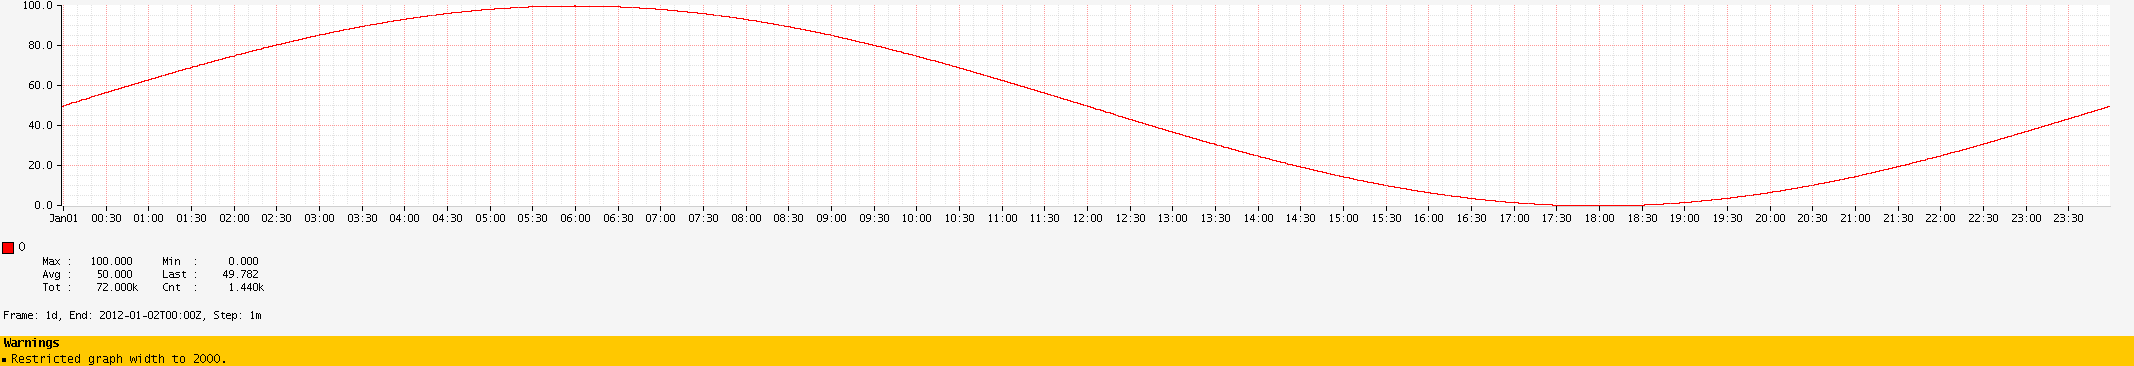 100.0
80.0
60.0
40.0
20.0
0.0
Jan01 00:30 01:00 01:30 02:00 02:30 03:00 03:30 04:00 04:30 05:00 05:30 06:00 06:30 07:00 07:30 08:00 08:30 09:00 09:30 10:00 10:30 11:00 11:30 12:00 12:30 13:00 13:30 14:00 14:30 15:00 15:30 16:00 16:30 17:00 17:30 18:00 18:30 19:00 19:30 20:00 20:30 21:00 21:30 22:00 22:30 23:00 23:30
0
Max : 100.000 Min : 0.000
Avg : 50.000 Last : 49.782
Tot : 72.000k Cnt : 1.440k
Frame: 1d, End: 2012-01-02T00:00Z, Step: 1m
Warnings
Restricted graph width to 2000.